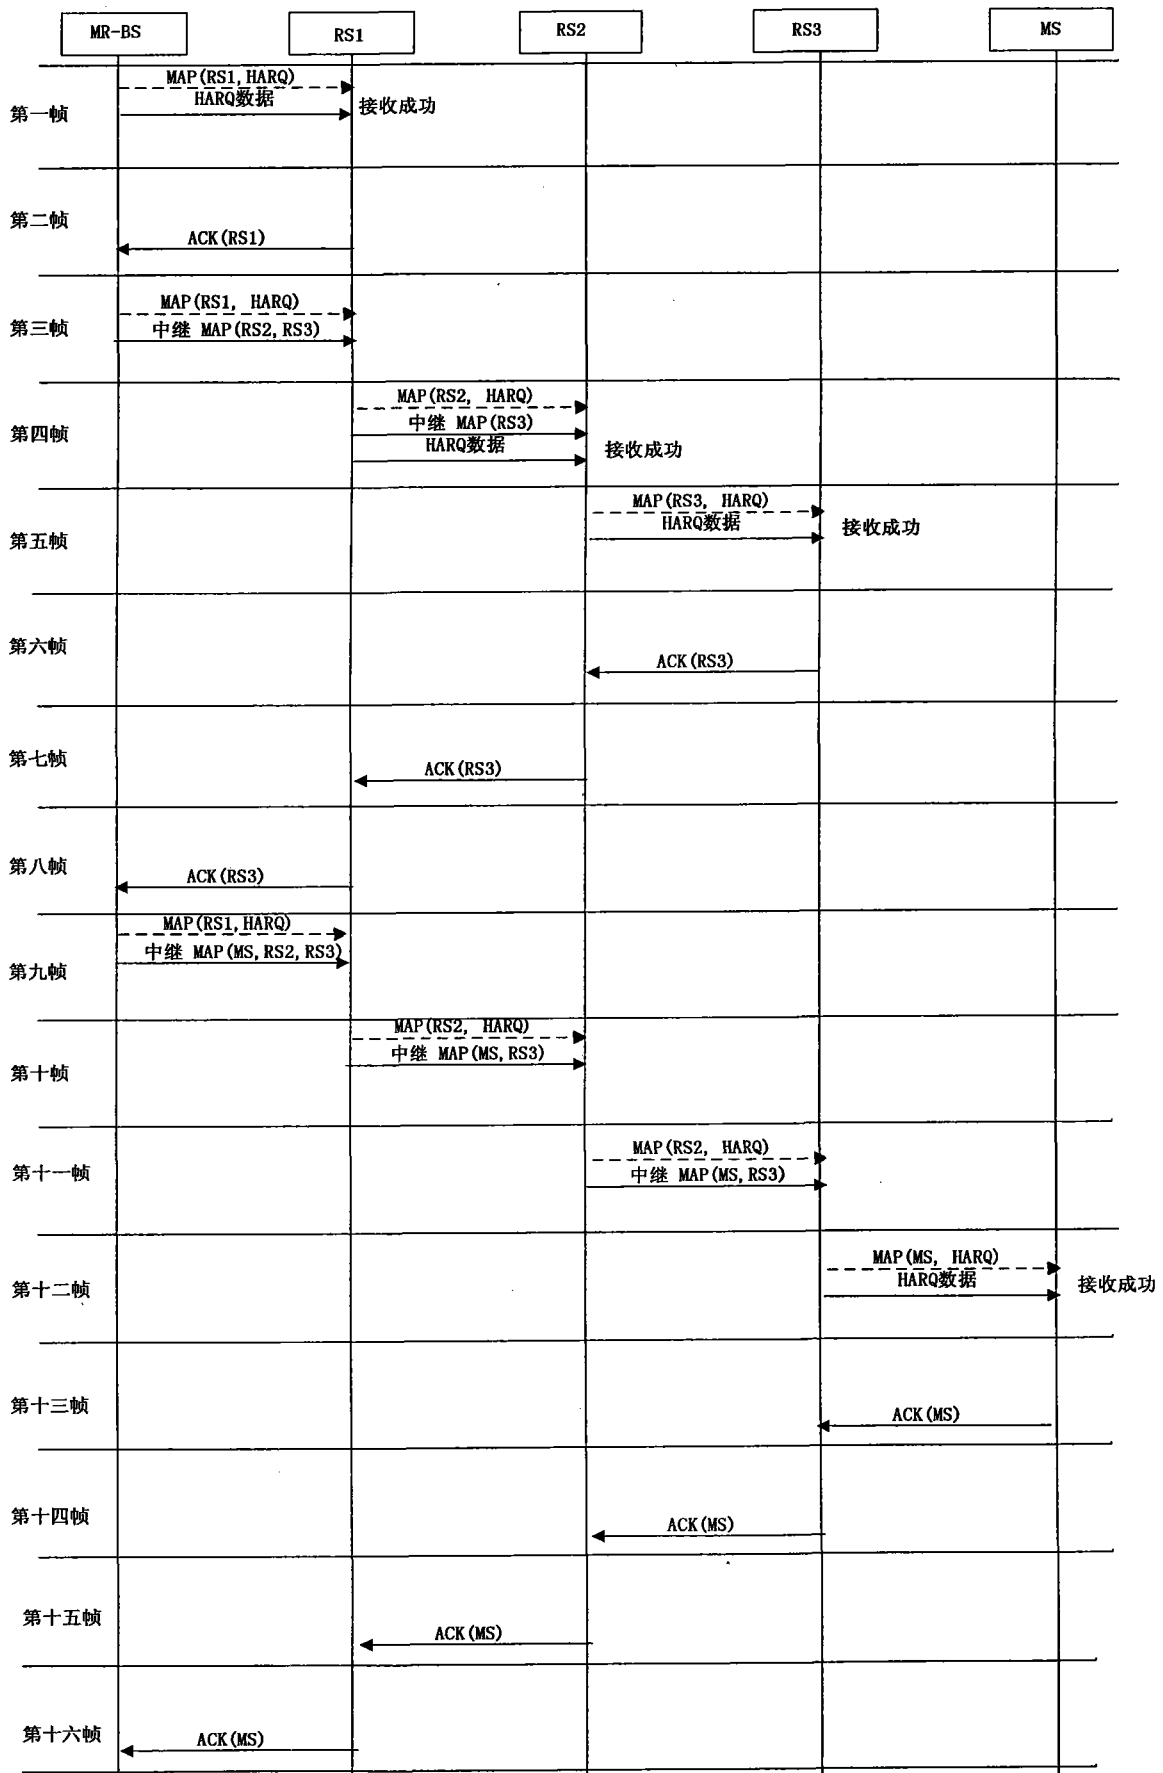 MR-BS
RS1
RS2
RS3
MS
MAP(RS1,HARQ)
HARQ数据
接收成功
第一帧
第二帧
ACK(RS1)
MAP(RS1, HARQ)
第三帧
中继 MAP(RS2,RS3)
MAP(RS2, HARQ)
中继 MAP(RS3)
第四帧
HARQ数据
接收成功
MAP(RS3, HARQ)
HARQ数据
接收成功
第五帧
第六帧
ACK(RS3)
第七帧
ACK(RS3)
第八帧
ACK(RS3)
MAP(RS1,HARQ)
中继 MAP(MS,RS2,RS3)
第九帧
MAP(RS2, HARQ)
中继 MAP(MS,RS3)
第十帧
MAP(RS2, HARQ)
第十一帧
中继 MAP(MS,RS3)
MAP(MS, HARQ)
HARQ数据
接收成功
第十二帧
第十三帧
ACK(MS)
第十四帧
ACK(MS)
第十五帧
ACK(MS)
第十六帧
ACK(MS)